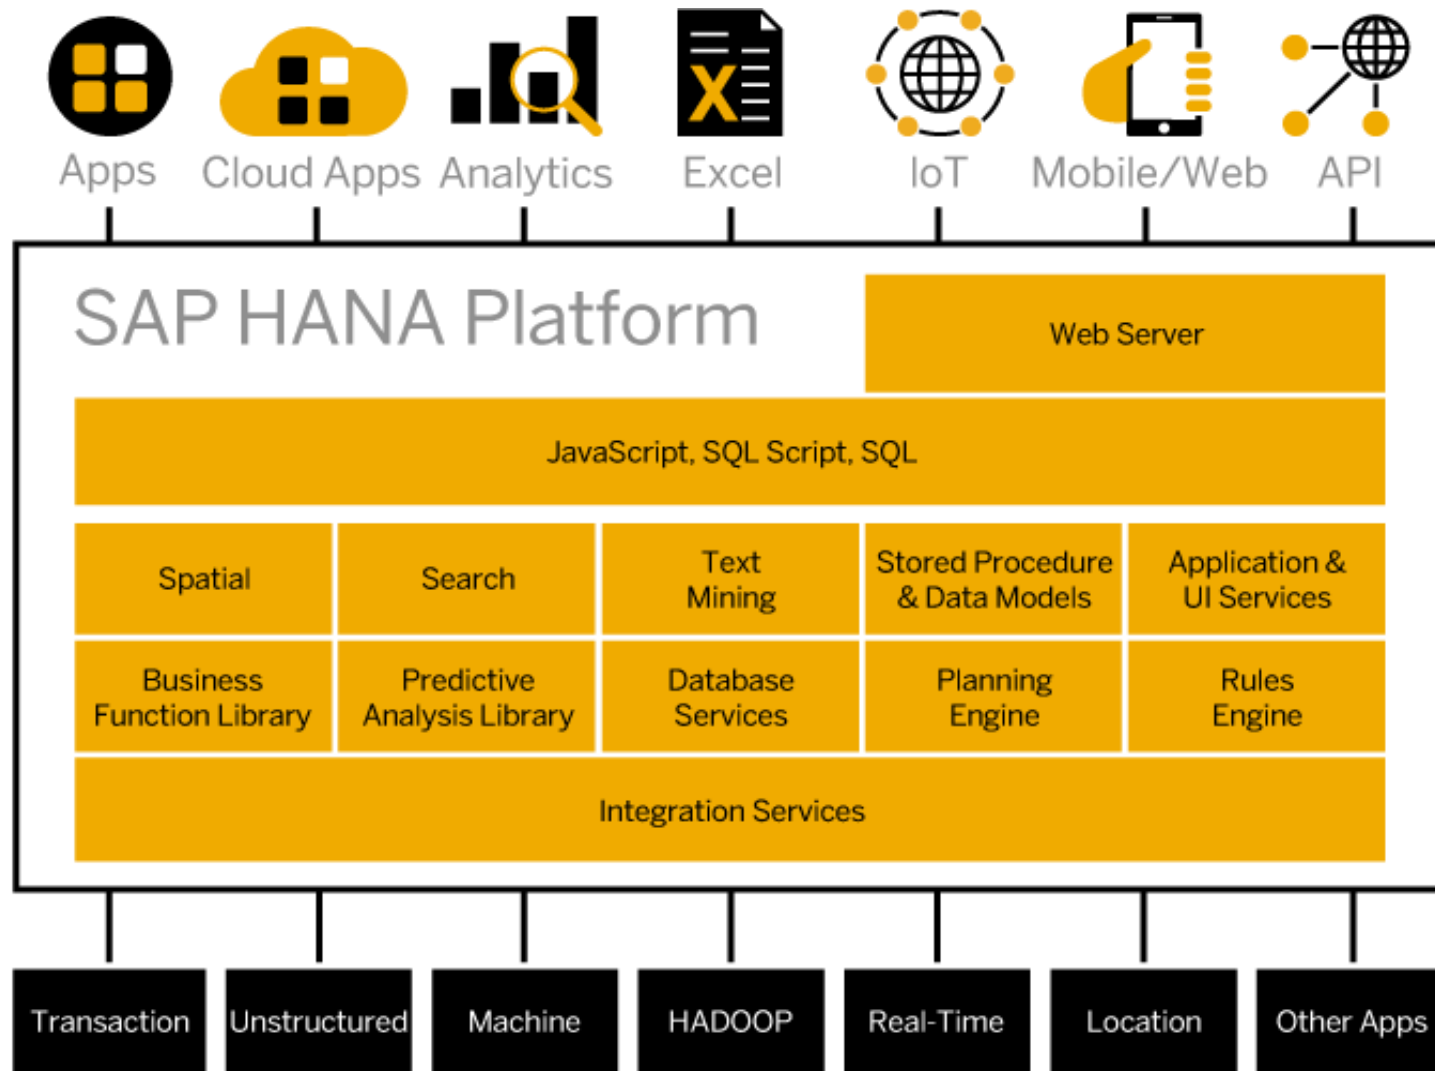 X
Apps
Cloud Apps
Analytics
Excel
IoT
Mobile/Web
API
SAP HANA Platform
Web Server
JavaScript, SQL Script, SQL
Spatial
Search
Text
Mining
Stored Procedure
& Data Models
Application &
UI Services
Business
Function Library
Predictive
Analysis Library
Database
Services
Planning
Engine
Rules
Engine
Integration Services
Transaction
Unstructured
Machine
HADOOP
Real-Time
Location
Other Apps